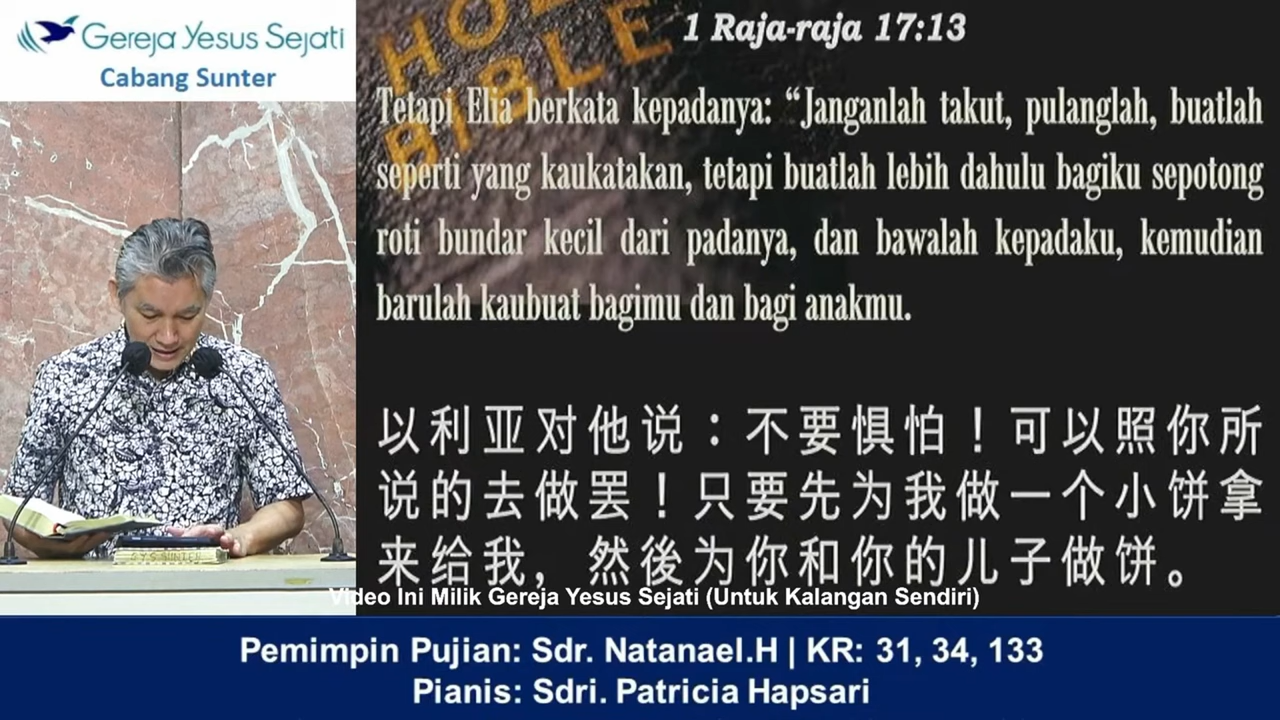 Gereja Yesus Sejati
Cabang Sunter
HOLY
BIBLE
1 Raja-raja 17:13
Tetapi Elia berkata kepadanya: “Janganlah takut, pulanglah, buatlah
seperti yang kaukatakan, tetapi buatlah lebih dahulu bagiku sepotong
roti bundar kecil dari padanya, dan bawalah kepadaku, kemudian
barulah kaubuat bagimu dan bagi anakmu.
以利亚对他说：不要惧怕！可以照你所
说的去做罢！只要先为我做一个小饼拿
来给我，然後为你和你的儿子做饼。
Video Ini Milik Gereja Yesus Sejati (Untuk Kalangan Sendiri)
Pemimpin Pujian: Sdr. Natanael.H | KR: 31, 34, 133
Pianis: Sdri. Patricia Hapsari